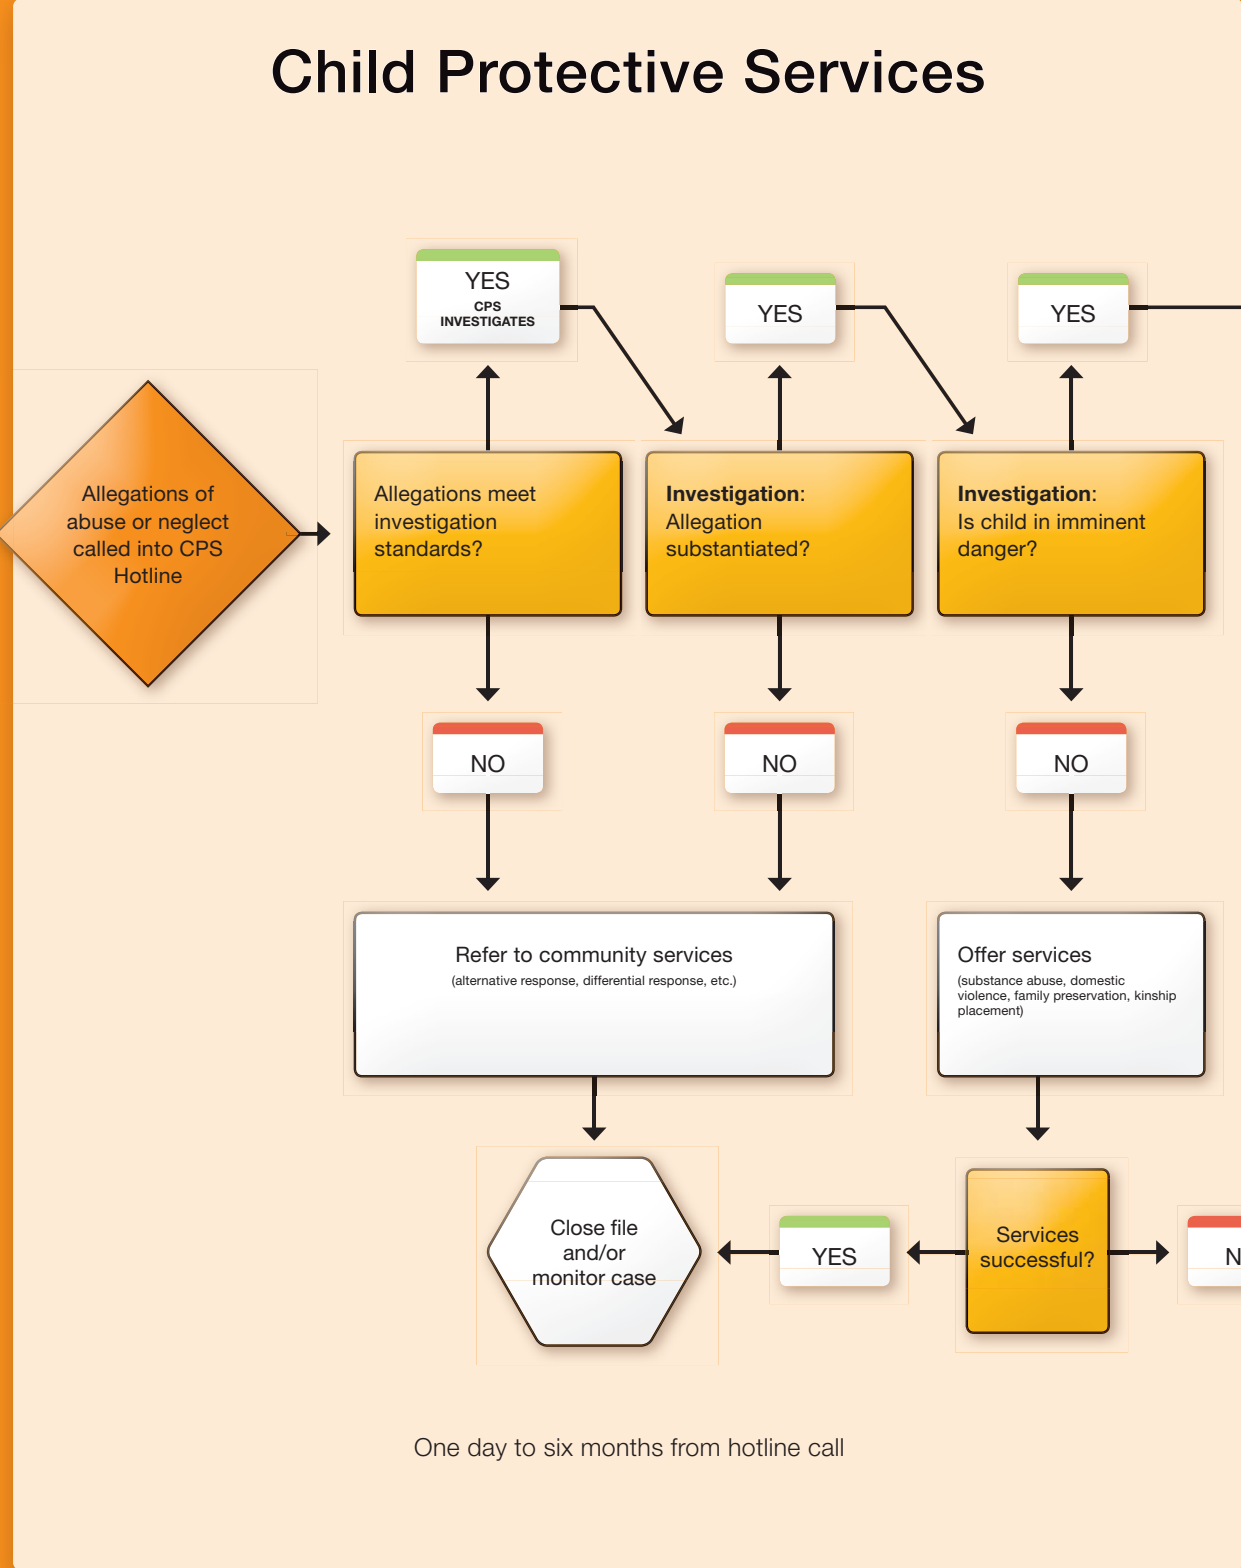 Child Protective Services
YES
CPS
INVESTIGATES
YES
YES
Allegations of
abuse or neglect
called into CPS
Hotline
Allegations meet
investigation
standards?
Investigation:
Allegation
substantiated?
Investigation:
Is child in imminent
danger?
NO
NO
NO
Refer to community services
(alternative response, differential response, etc.)
Offer services
(substance abuse, domestic
violence, family preservation, kinship
placement)
Close file
and/or
monitor case
YES
Services
successful?
One day to six months from hotline call